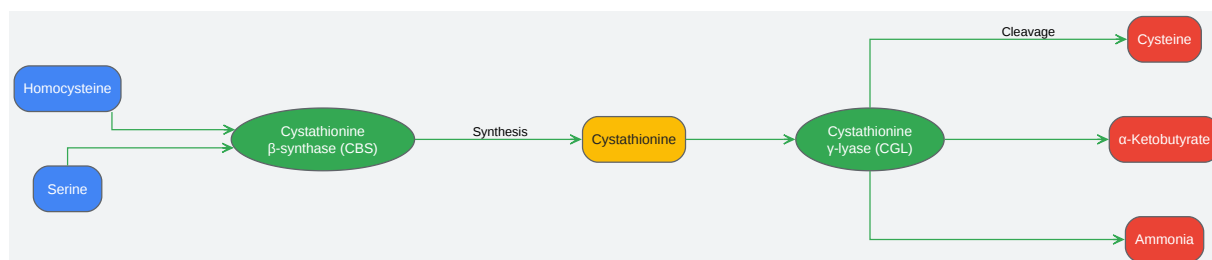 Homocysteine
Serine
Cystathionine
β-synthase (CBS)
Synthesis
Cystathionine
Cystathionine
γ-lyase (CGL)
Cleavage
Cysteine
α-Ketobutyrate
Ammonia